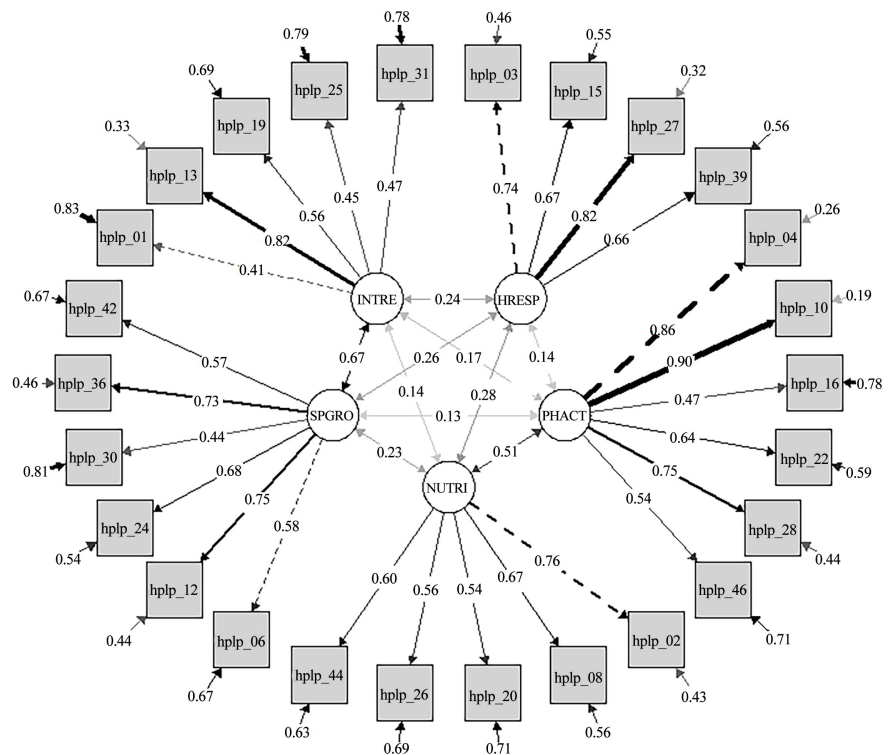 0.78
0.46
0.79
0.55
hplp_31
hplp_03
0.69
hplp_25
hplp_15
0.32
hplp_19
hplp_27
0.33
0.56
hplp_13
hplp_39
0.83
0.47
0.74
0.67
0.45
0.56
0.82
0.26
hplp_01
0.82
0.66
hplp_04
0.41
0.67
hplp_42
INTRE
0.24
HRESP
hplp_10
0.19
0.86
0.57
0.67
0.26
0.17
0.14
0.90
0.46
hplp_36
0.73
0.14
0.28
0.47
hplp_16
0.78
SPGRO
0.13
PHACT
0.44
0.64
hplp_30
0.23
0.51
hplp_22
0.81
0.68
0.75
0.59
NUTRI
0.75
0.54
hplp_24
0.58
hplp_28
0.54
0.44
0.76
0.60
0.56
0.54
0.67
hplp_12
hplp_46
0.44
0.71
hplp_06
hplp_02
0.67
hplp_44
hplp_26
hplp_20
hplp_08
0.43
0.63
0.69
0.71
0.56